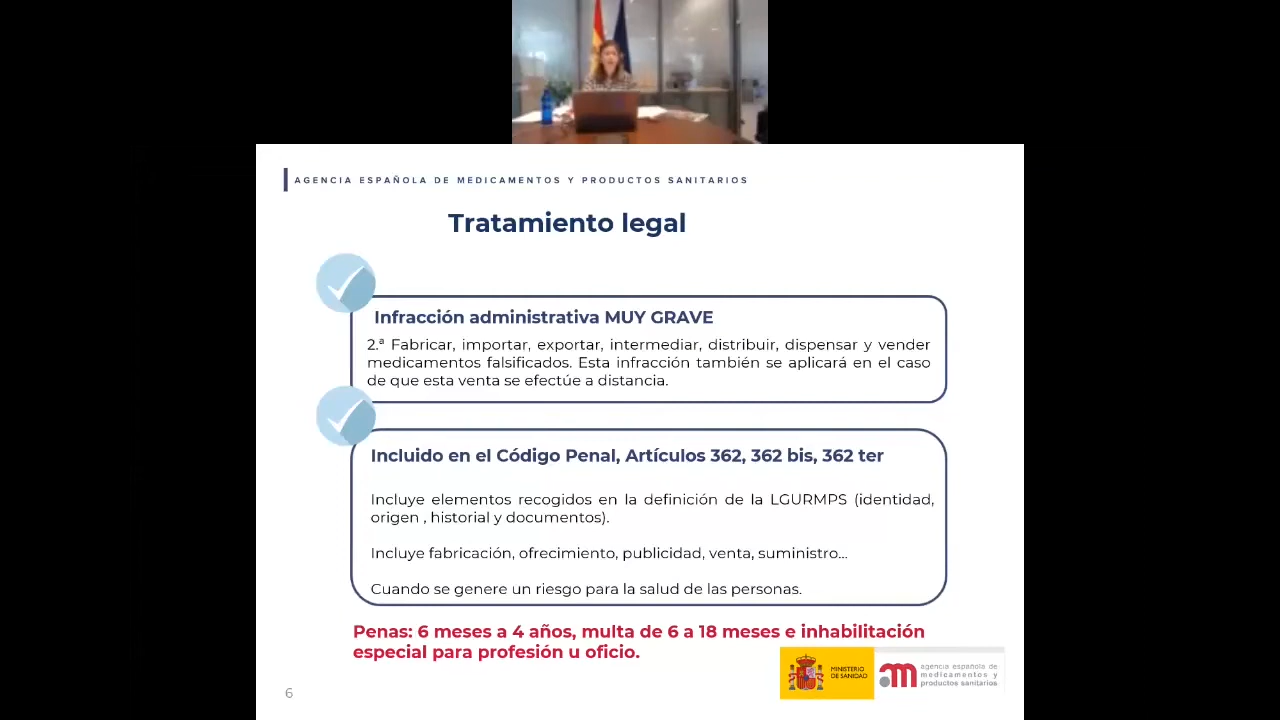 AGENCIA ESPAÑOLA DE MEDICAMENTOS Y PRODUCTOS SANITARIOS
Tratamiento legal
Infracción administrativa MUY GRAVE
2.ª Fabricar, importar, exportar, intermediar, distribuir, dispensar y vender
medicamentos falsificados. Esta infracción también se aplicará en el caso
de que esta venta se efectúe a distancia.
Incluido en el Código Penal, Artículos 362, 362 bis, 362 ter
Incluye elementos recogidos en la definición de la LGURMPS (identidad,
origen , historial y documentos).
Incluye fabricación, ofrecimiento, publicidad, venta, suministro...
Cuando se genere un riesgo para la salud de las personas.
Penas: 6 meses a 4 años, multa de 6 a 18 meses e inhabilitación
especial para profesión u oficio.
MINISTERIO
DE SANIDAD
agencia española de
medicamentos y
productos sanitarios
6